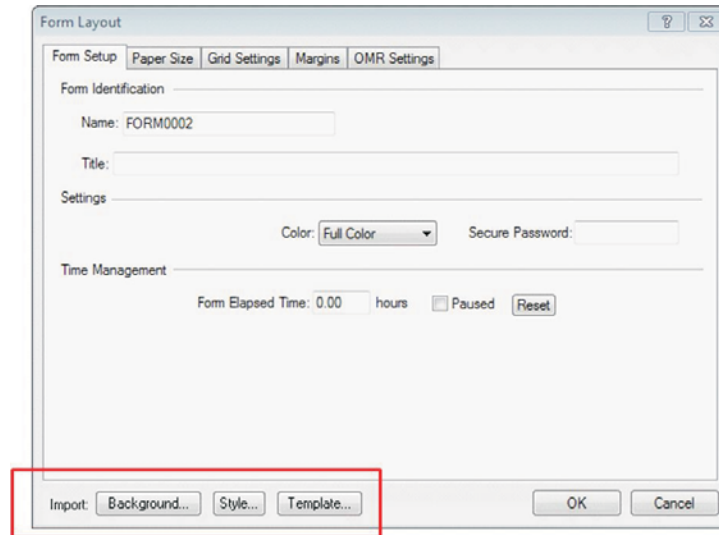 Form Layout
Form Setup Paper Size Grid Settings Margins OMR Settings
Form Identification
Name: FORM0002
Title:
Settings
Color: Full Color Secure Password:
Time Management
Form Elapsed Time: 0.00 hours Paused Reset
Import: Background... Style... Template... OK Cancel